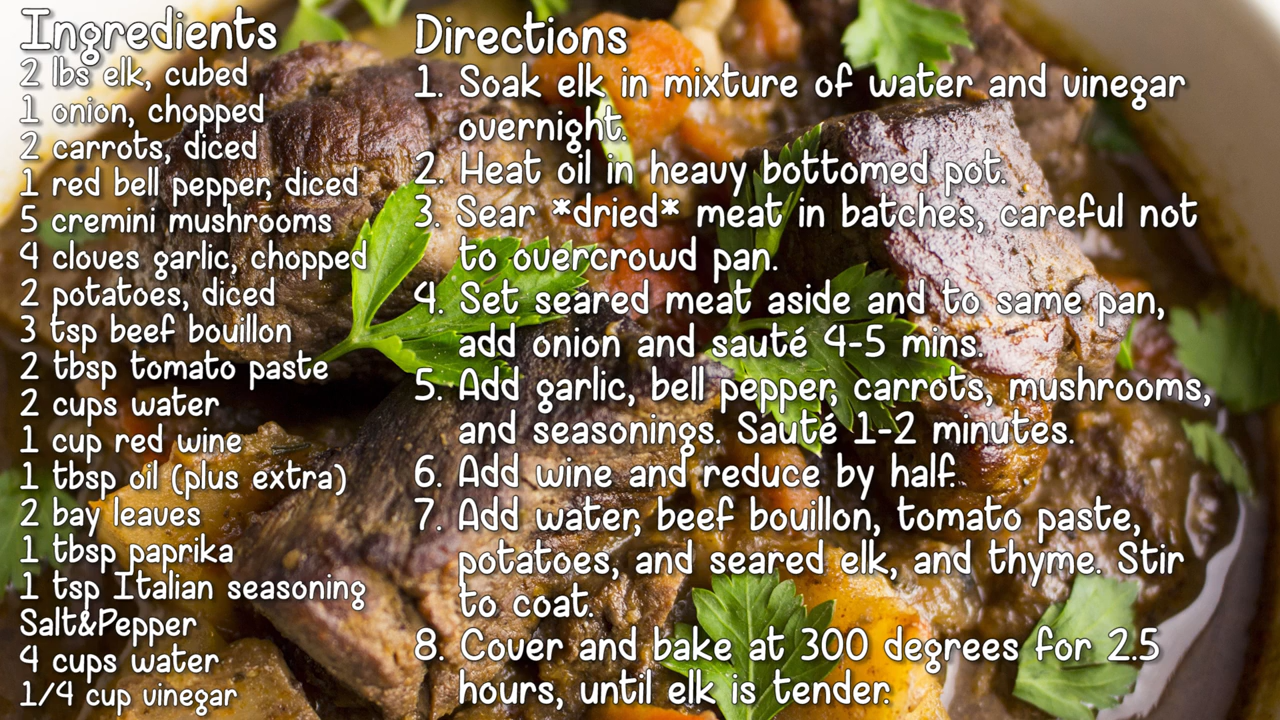 Ingredients
2 lbs elk, cubed
1 onion, chopped
2 carrots, diced
1 red bell pepper, diced
5 cremini mushrooms
4 cloves garlic, chopped
2 potatoes, diced
3 tsp beef bouillon
2 tbsp tomato paste
2 cups water
1 cup red wine
1 tbsp oil (plus extra)
2 bay leaves
1 tbsp paprika
1 tsp Italian seasoning
Salt&Pepper
4 cups water
1/4 cup vinegar
Directions
1. Soak elk in mixture of water and vinegar
overnight.
2. Heat oil in heavy bottomed pot.
3. Sear *dried* meat in batches, careful not
to overcrowd pan.
4. Set seared meat aside and to same pan,
add onion and sauté 4-5 mins.
5. Add garlic, bell pepper, carrots, mushrooms,
and seasonings. Sauté 1-2 minutes.
6. Add wine and reduce by half.
7. Add water, beef bouillon, tomato paste,
potatoes, and seared elk, and thyme. Stir
to coat.
8. Cover and bake at 300 degrees for 2.5
hours, until elk is tender.